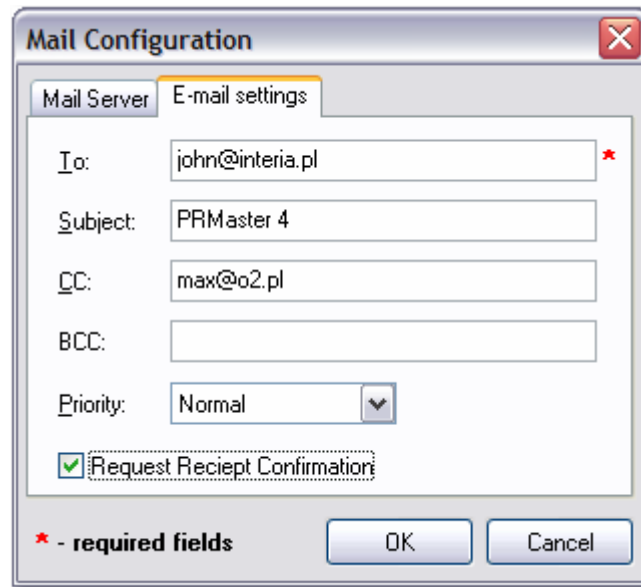 Mail Configuration
Mail Server E-mail settings
To: john@interia.pl *
Subject: PRMaster 4
CC: max@o2.pl
BCC:
Priority: Normal
Request Reciept Confirmation
* - required fields OK Cancel